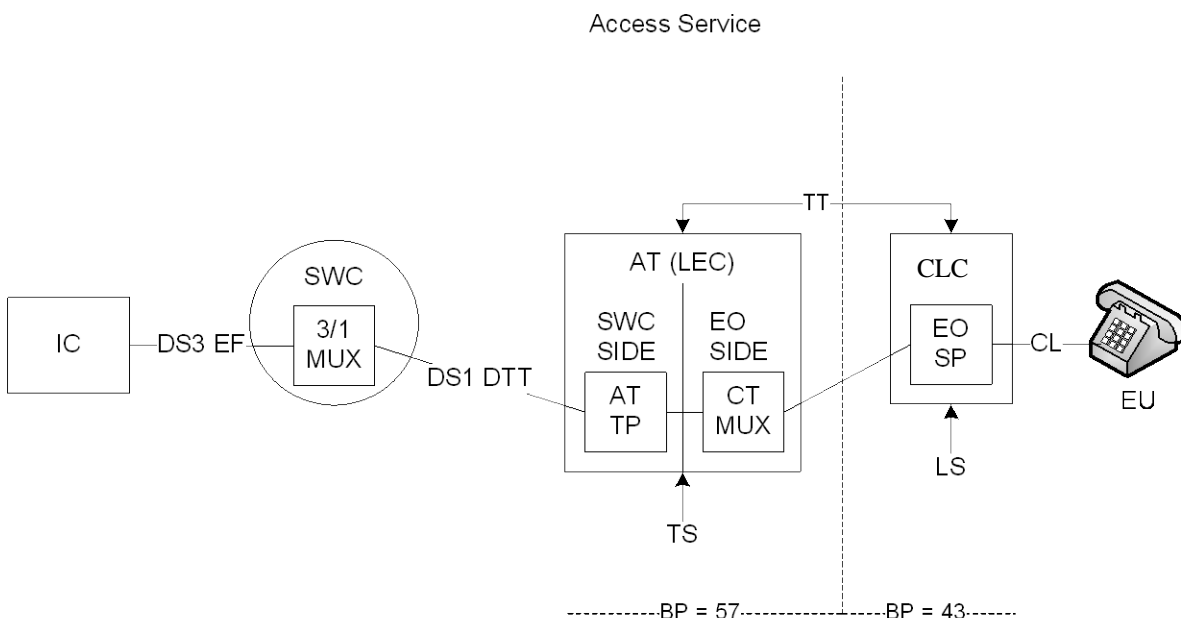 Access Service
TT
AT (LEC)
CLC
SWC
3/1
MUX
IC
DS3 EF
DS1 DTT
SWC
SIDE
EO
SIDE
AT
TP
CT
MUX
EO
SP
CL
EU
LS
TS
BP = 57
BP = 43